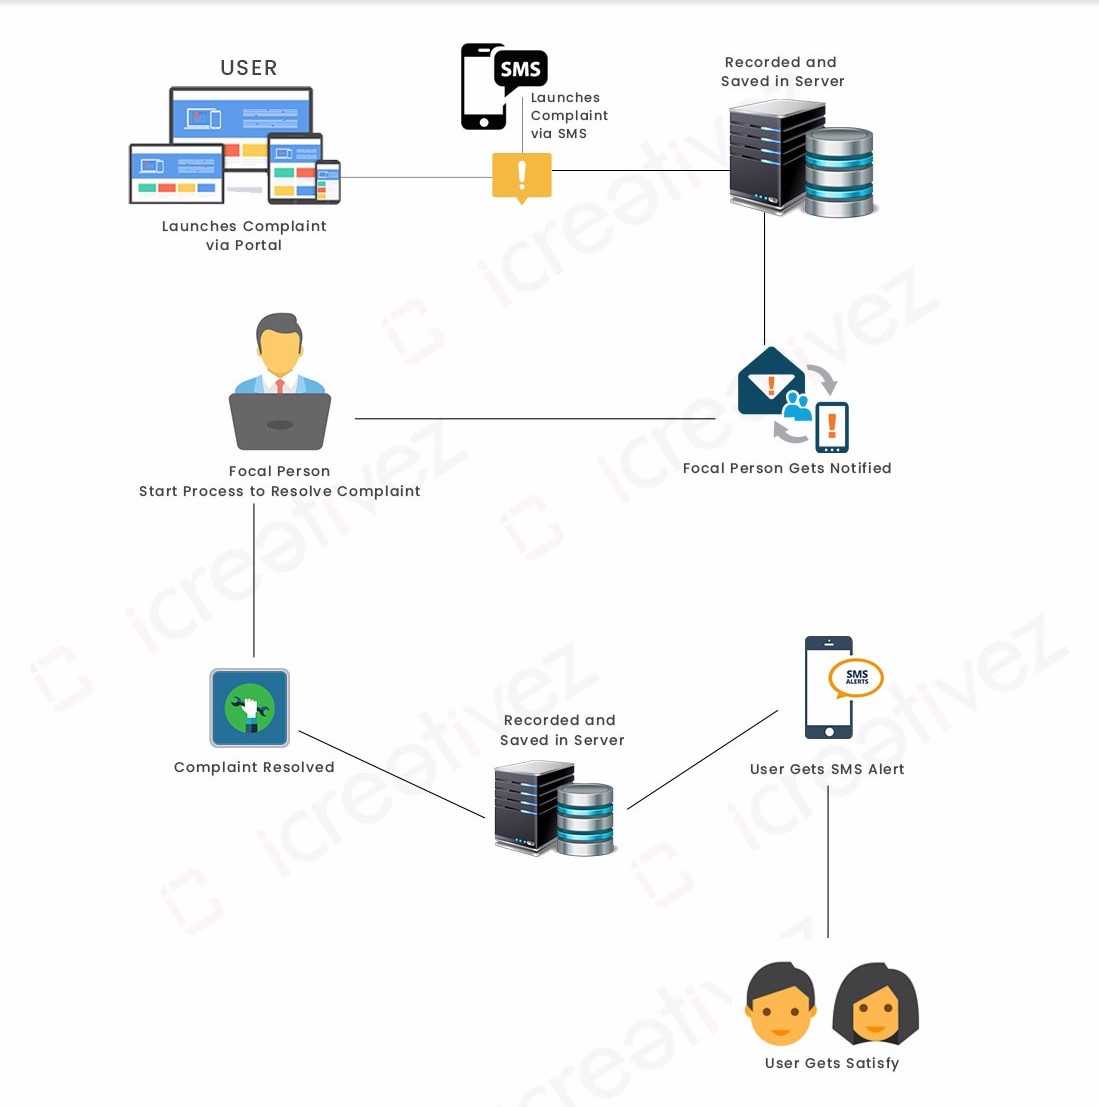 USER
SMS
Launches
Complaint
via SMS
Recorded and
Saved in Server
Launches Complaint
via Portal
Focal Person
Start Process to Resolve Complaint
Focal Person Gets Notified
Complaint Resolved
Recorded and
Saved in Server
SMS
ALERTS
User Gets SMS Alert
User Gets Satisfy
icreativez
icreativez
icreativez
icreativez
icreativez
icreativez